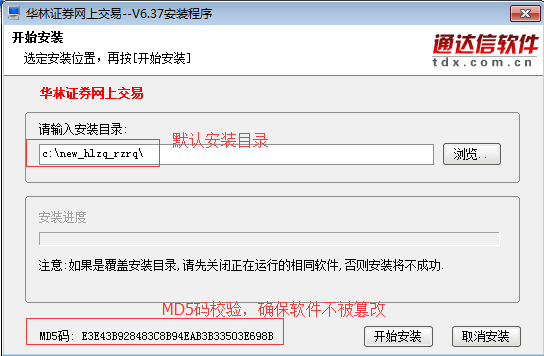 华林证券网上交易--V6.37安装程序
开始安装
选定安装位置，再按[开始安装]
通达信软件
tdx.com.cn
华林证券网上交易
请输入安装目录:
默认安装目录
c:\new_hlzq_rzrq\
浏览..
安装进度
注意:如果是覆盖安装目录,请先关闭正在运行的相同软件,否则安装将不成功.
MD5码校验，确保软件不被篡改
MD5码: E3E43B928483C8B94EAB3B33503E698B
开始安装
取消安装